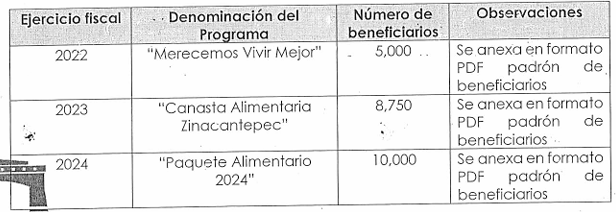 Ejercicio fiscal
Denominación del
Programa
Número de
beneficiarios
Observaciones
2022
"Merecemos Vivir Mejor"
5,000
Se anexa en formato
PDF padrón de
beneficiarios
2023
"Canasta Alimentaria
Zinacantepec"
8,750
Se anexa en formato
PDF padrón de
beneficiarios
2024
"Paquete Alimentario
2024"
10,000
Se anexa en formato
PDF padrón de
beneficiarios